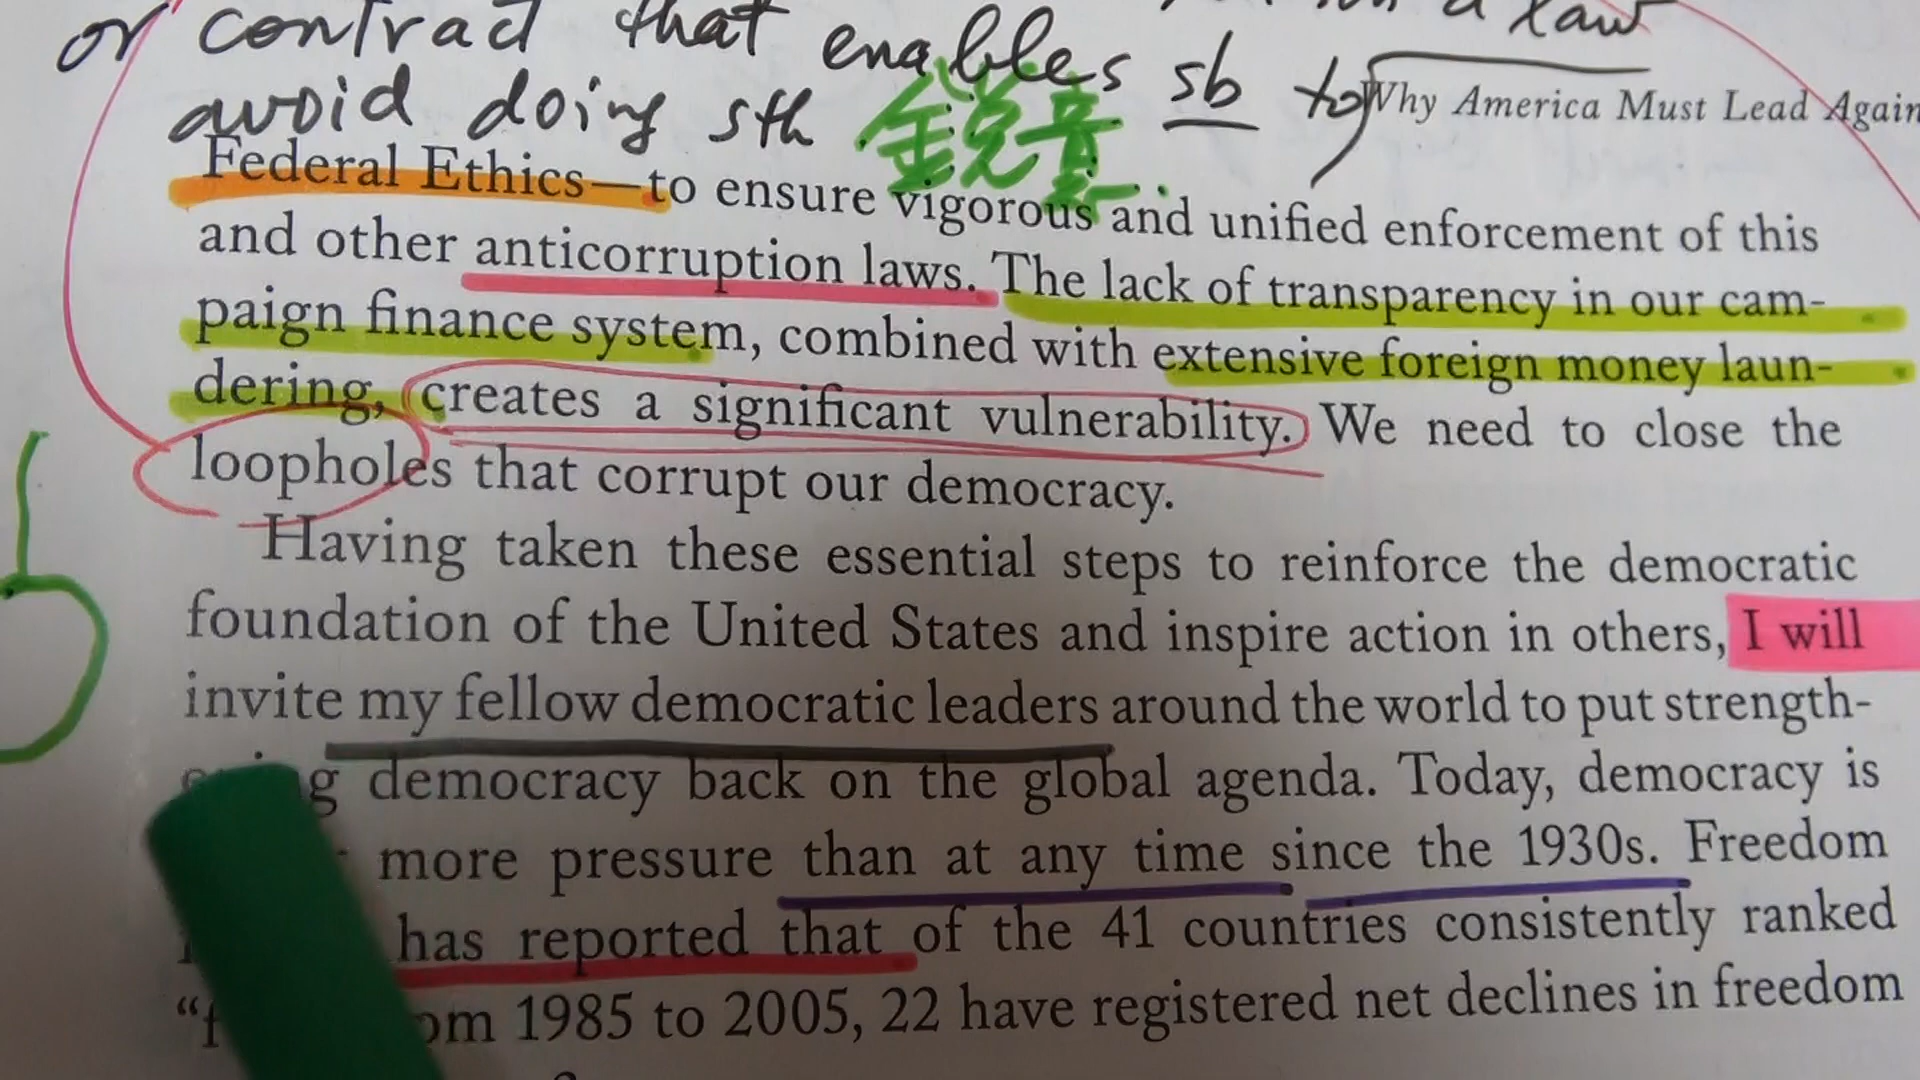 a law
or contract that enables sb to
avoid doing sth
Why America Must Lead Again
Federal Ethics—to ensure vigorous and unified enforcement of this
and other anticorruption laws. The lack of transparency in our cam-
paign finance system, combined with extensive foreign money laun-
dering, creates a significant vulnerability. We need to close the
loopholes that corrupt our democracy.
Having taken these essential steps to reinforce the democratic
foundation of the United States and inspire action in others, I will
invite my fellow democratic leaders around the world to put strength-
democracy back on the global agenda. Today, democracy is
more pressure than at any time since the 1930s. Freedom
has reported that of the 41 countries consistently ranked
1985 to 2005, 22 have registered net declines in freedom